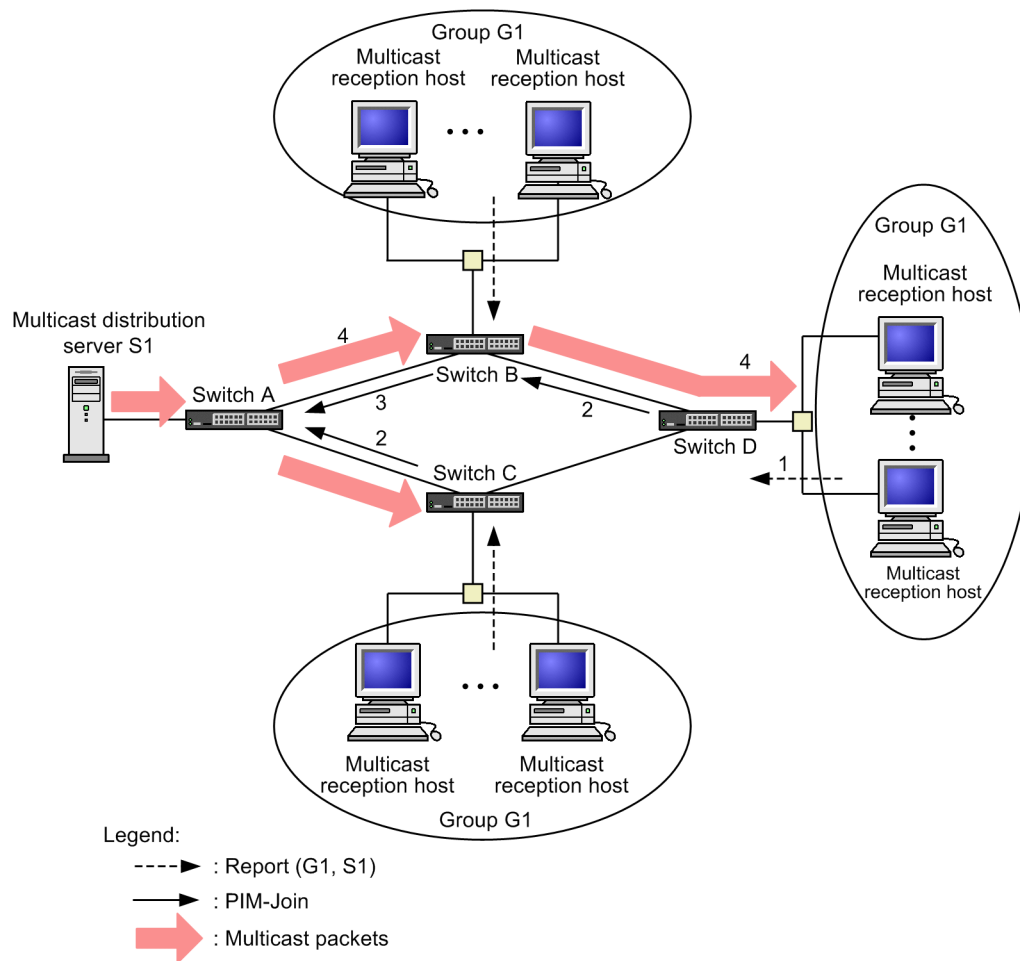 Group G1
Multicast
reception host
Multicast
reception host
Group G1
Multicast
reception host
Multicast distribution
server S1
4
Switch A
Switch B
4
3
2
2
Switch D
Switch C
1
Multicast
reception host
Multicast
reception host
Multicast
reception host
Group G1
Legend:
: Report (G1, S1)
: PIM-Join
: Multicast packets